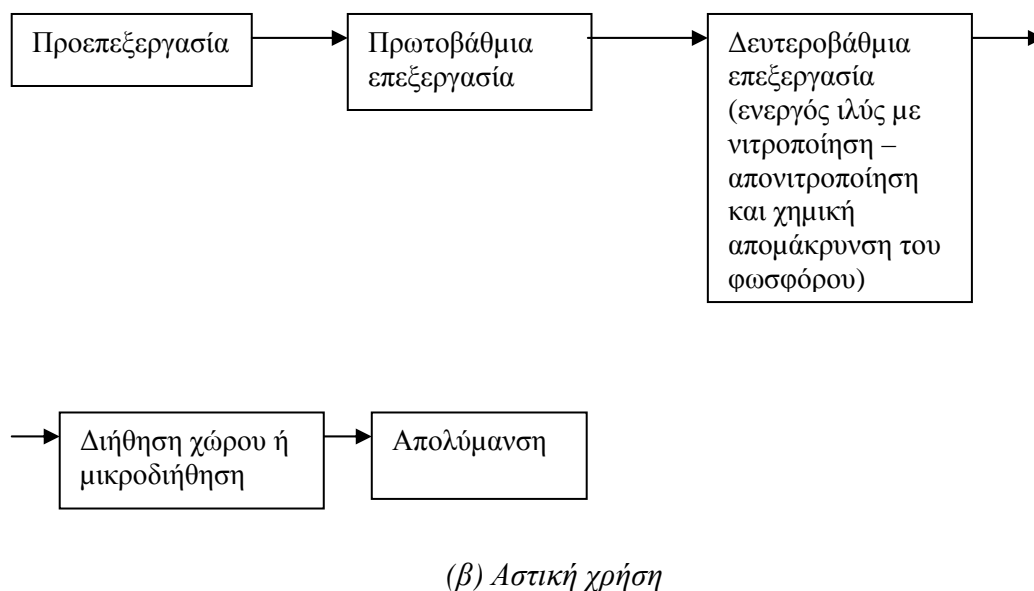 Προεπεξεργασία
Πρωτοβάθμια
επεξεργασία
Δευτεροβάθμια
επεξεργασία
(ενεργός ιλύς με
νιτροποίηση –
απονιτροποίηση
και χημική
απομάκρυνση του
φωσφόρου)
Διήθηση χώρου ή
μικροδιήθηση
Απολύμανση
(β) Αστική χρήση